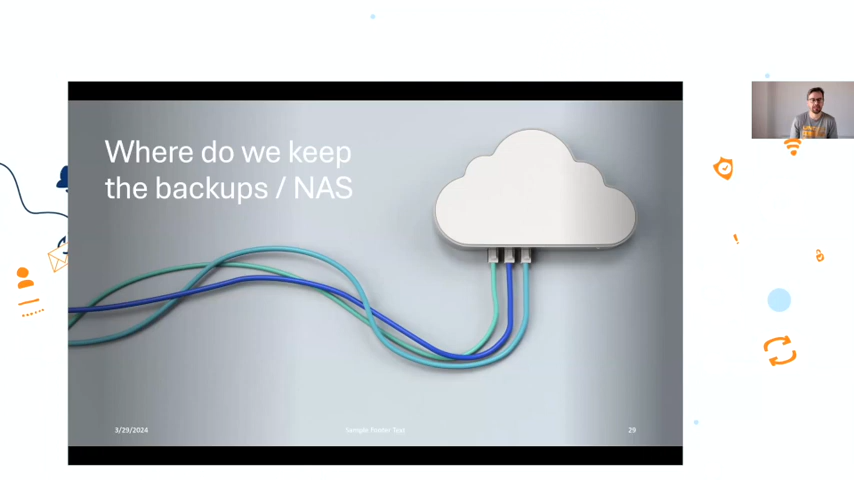 Where do we keep
the backups / NAS
3/29/2024
Sample Footer Text
29